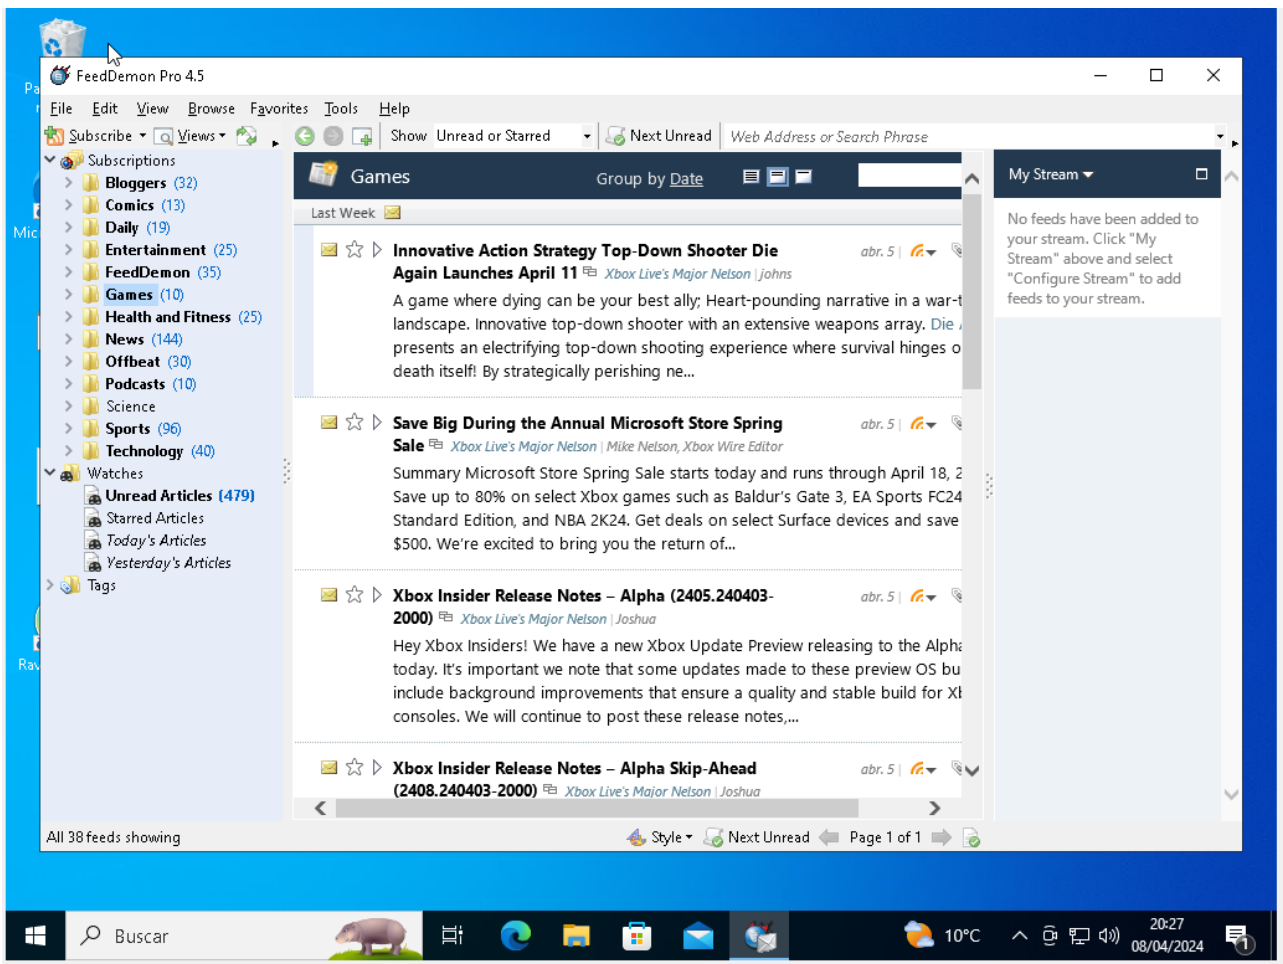 FeedDemon Pro 4.5
File Edit View Browse Favorites Tools Help
Subscribe Views Show Unread or Starred Next Unread Web Address or Search Phrase
Subscriptions
Bloggers (32)
Comics (13)
Daily (19)
Entertainment (25)
FeedDemon (35)
Games (10)
Health and Fitness (25)
News (144)
Offbeat (30)
Podcasts (10)
Science
Sports (96)
Technology (40)
Watches
Unread Articles (479)
Starred Articles
Today's Articles
Yesterday's Articles
Tags
Games Group by Date
Last Week
Innovative Action Strategy Top-Down Shooter Die abr. 5 |
Again Launches April 11 Xbox Live's Major Nelson | johns
A game where dying can be your best ally; Heart-pounding narrative in a war-t
landscape. Innovative top-down shooter with an extensive weapons array. Die
presents an electrifying top-down shooting experience where survival hinges o
death itself! By strategically perishing ne...
Save Big During the Annual Microsoft Store Spring abr. 5 |
Sale Xbox Live's Major Nelson | Mike Nelson, Xbox Wire Editor
Summary Microsoft Store Spring Sale starts today and runs through April 18, 2
Save up to 80% on select Xbox games such as Baldur's Gate 3, EA Sports FC24
Standard Edition, and NBA 2K24. Get deals on select Surface devices and save
$500. We're excited to bring you the return of...
Xbox Insider Release Notes – Alpha (2405.240403- abr. 5 |
2000) Xbox Live's Major Nelson | Joshua
Hey Xbox Insiders! We have a new Xbox Update Preview releasing to the Alpha
today. It's important we note that some updates made to these preview OS bu
include background improvements that ensure a quality and stable build for Xb
consoles. We will continue to post these release notes,...
Xbox Insider Release Notes – Alpha Skip-Ahead abr. 5 |
(2408.240403-2000) Xbox Live's Major Nelson | Joshua
My Stream
No feeds have been added to
your stream. Click "My
Stream" above and select
"Configure Stream" to add
feeds to your stream.
All 38 feeds showing
Style Next Unread Page 1 of 1
Pa
Mic
Rav
Buscar
10°C
20:27
08/04/2024
1